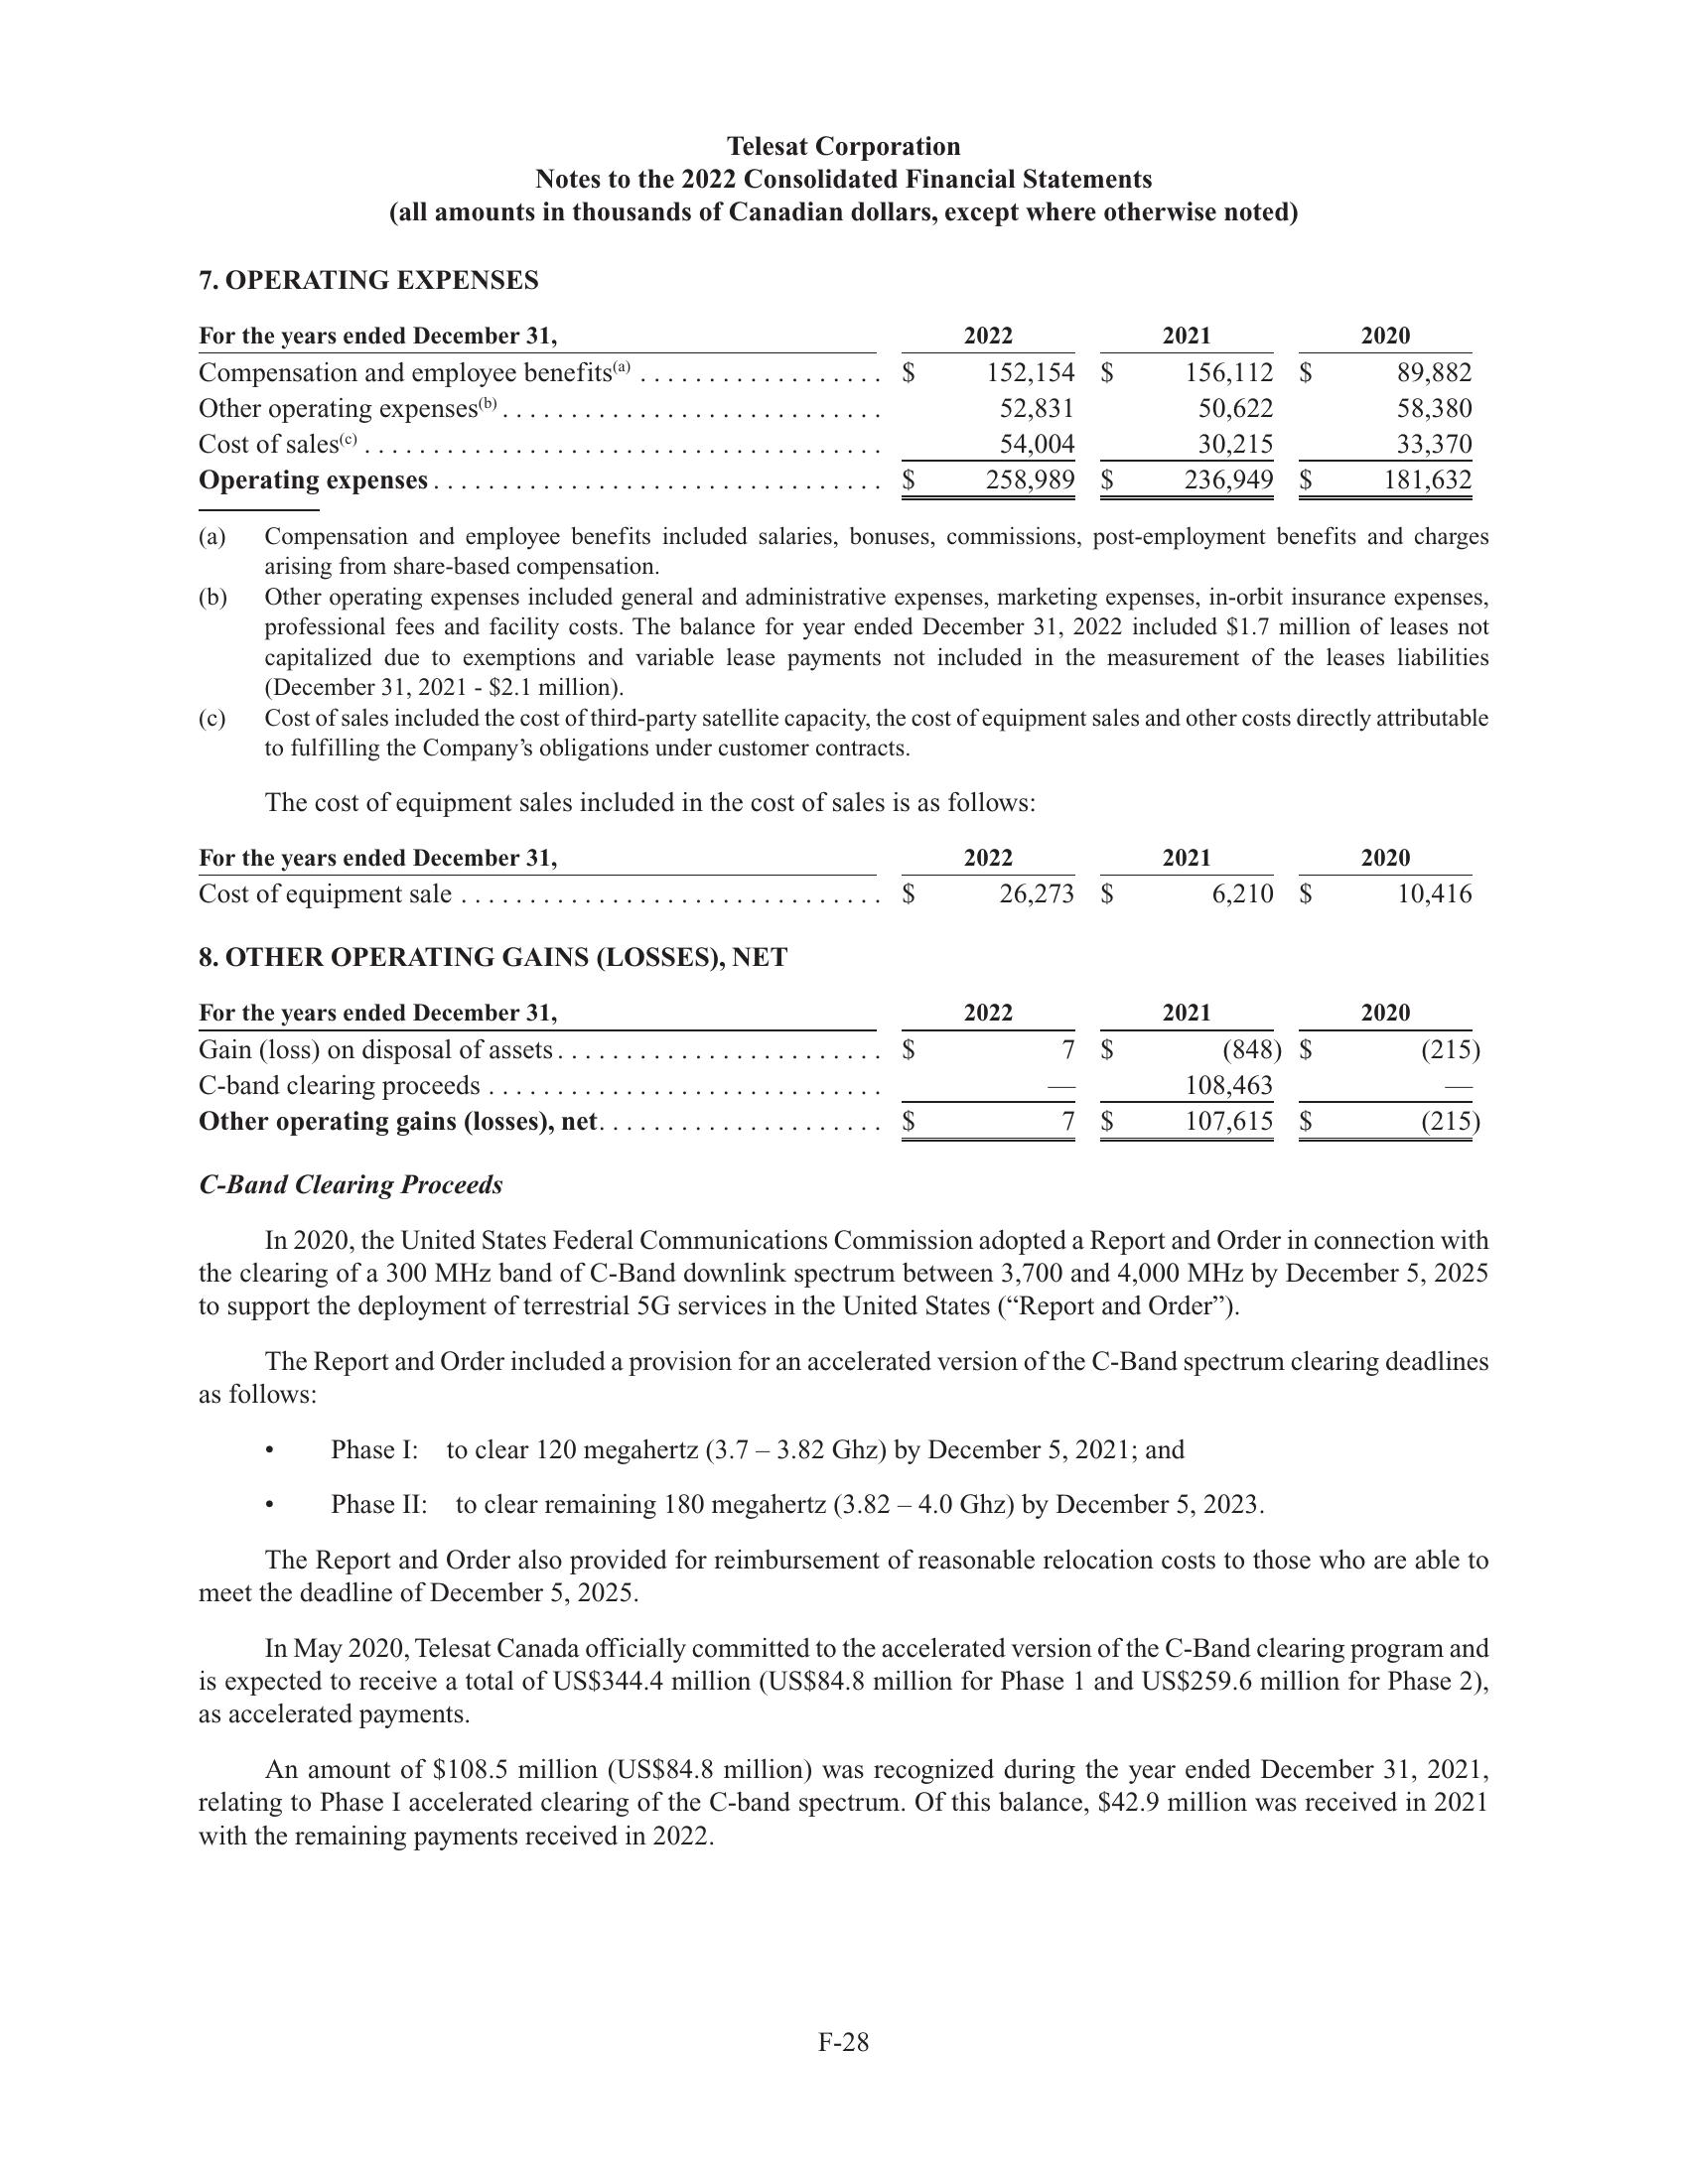 Telesat Corporation
Notes to the 2022 Consolidated Financial Statements
(all amounts in thousands of Canadian dollars, except where otherwise noted)
7. OPERATING EXPENSES
For the years ended December 31, 2022 2021 2020
Compensation and employee benefits(a) . . . . . . . . . . . . . . . . . . $ 152,154 $ 156,112 $ 89,882
Other operating expenses(b) . . . . . . . . . . . . . . . . . . . . . . . . . . . . 52,831 50,622 58,380
Cost of sales(c) . . . . . . . . . . . . . . . . . . . . . . . . . . . . . . . . . . . . . . 54,004 30,215 33,370
Operating expenses . . . . . . . . . . . . . . . . . . . . . . . . . . . . . . . . . $ 258,989 $ 236,949 $ 181,632
(a) Compensation and employee benefits included salaries, bonuses, commissions, post-employment benefits and charges
arising from share-based compensation.
(b) Other operating expenses included general and administrative expenses, marketing expenses, in-orbit insurance expenses,
professional fees and facility costs. The balance for year ended December 31, 2022 included $1.7 million of leases not
capitalized due to exemptions and variable lease payments not included in the measurement of the leases liabilities
(December 31, 2021 - $2.1 million).
(c) Cost of sales included the cost of third-party satellite capacity, the cost of equipment sales and other costs directly attributable
to fulfilling the Company’s obligations under customer contracts.
The cost of equipment sales included in the cost of sales is as follows:
For the years ended December 31, 2022 2021 2020
Cost of equipment sale . . . . . . . . . . . . . . . . . . . . . . . . . . . . . . . $ 26,273 $ 6,210 $ 10,416
8. OTHER OPERATING GAINS (LOSSES), NET
For the years ended December 31, 2022 2021 2020
Gain (loss) on disposal of assets . . . . . . . . . . . . . . . . . . . . . . . . $ 7 $ (848) $ (215)
C-band clearing proceeds . . . . . . . . . . . . . . . . . . . . . . . . . . . . . — 108,463 —
Other operating gains (losses), net. . . . . . . . . . . . . . . . . . . . . $ 7 $ 107,615 $ (215)
C-Band Clearing Proceeds
In 2020, the United States Federal Communications Commission adopted a Report and Order in connection with
the clearing of a 300 MHz band of C-Band downlink spectrum between 3,700 and 4,000 MHz by December 5, 2025
to support the deployment of terrestrial 5G services in the United States (“Report and Order”).
The Report and Order included a provision for an accelerated version of the C-Band spectrum clearing deadlines
as follows:
• Phase I: to clear 120 megahertz (3.7 – 3.82 Ghz) by December 5, 2021; and
• Phase II: to clear remaining 180 megahertz (3.82 – 4.0 Ghz) by December 5, 2023.
The Report and Order also provided for reimbursement of reasonable relocation costs to those who are able to
meet the deadline of December 5, 2025.
In May 2020, Telesat Canada officially committed to the accelerated version of the C-Band clearing program and
is expected to receive a total of US$344.4 million (US$84.8 million for Phase 1 and US$259.6 million for Phase 2),
as accelerated payments.
An amount of $108.5 million (US$84.8 million) was recognized during the year ended December 31, 2021,
relating to Phase I accelerated clearing of the C-band spectrum. Of this balance, $42.9 million was received in 2021
with the remaining payments received in 2022.
F-28